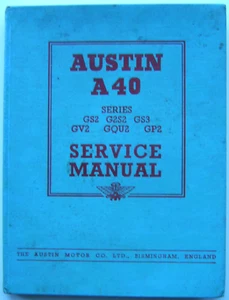 AUSTIN
A40
SERIES
GS2 G2S2 GS3
GV2 GQU2 GP2
SERVICE
MANUAL
THE AUSTIN MOTOR CO. LTD., BIRMINGHAM, ENGLAND